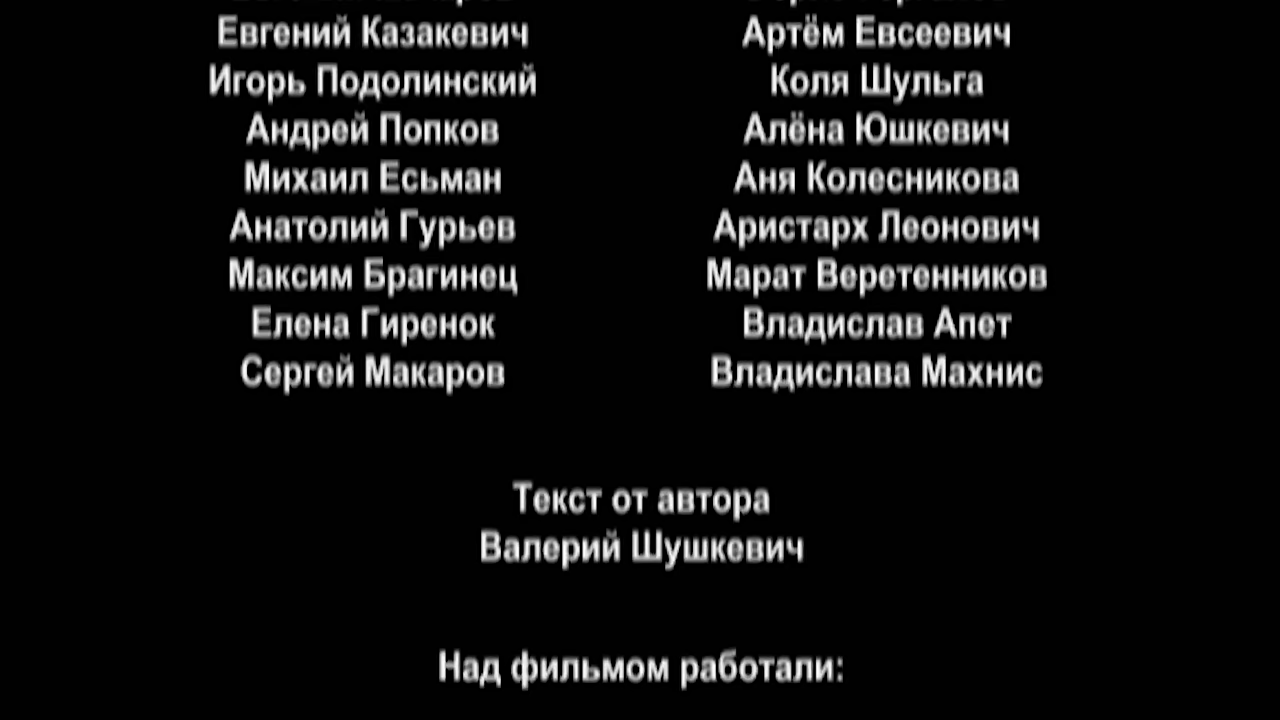 Евгений Казакевич Артём Евсеевич
Игорь Подолинский Коля Шульга
Андрей Попков Алёна Юшкевич
Михаил Есьман Аня Колесникова
Анатолий Гурьев Аристарх Леонович
Максим Брагинец Марат Веретенников
Елена Гиренок Владислав Апет
Сергей Макаров Владислава Махнис
Текст от автора
Валерий Шушкевич
Над фильмом работали: